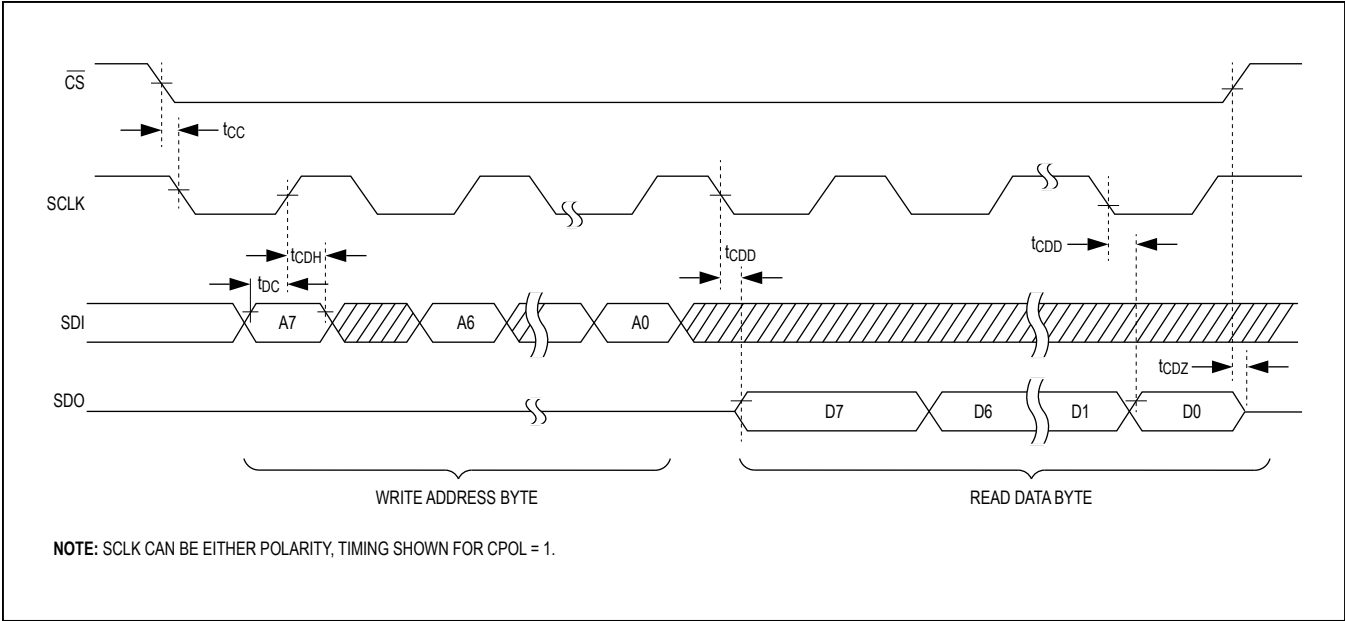 CS
tCC
SCLK
tCDH
tCDD
tCDD
tDC
SDI
A7
A6
A0
tCDZ
SDO
D7
D6
D1
D0
WRITE ADDRESS BYTE
READ DATA BYTE
NOTE: SCLK CAN BE EITHER POLARITY, TIMING SHOWN FOR CPOL = 1.